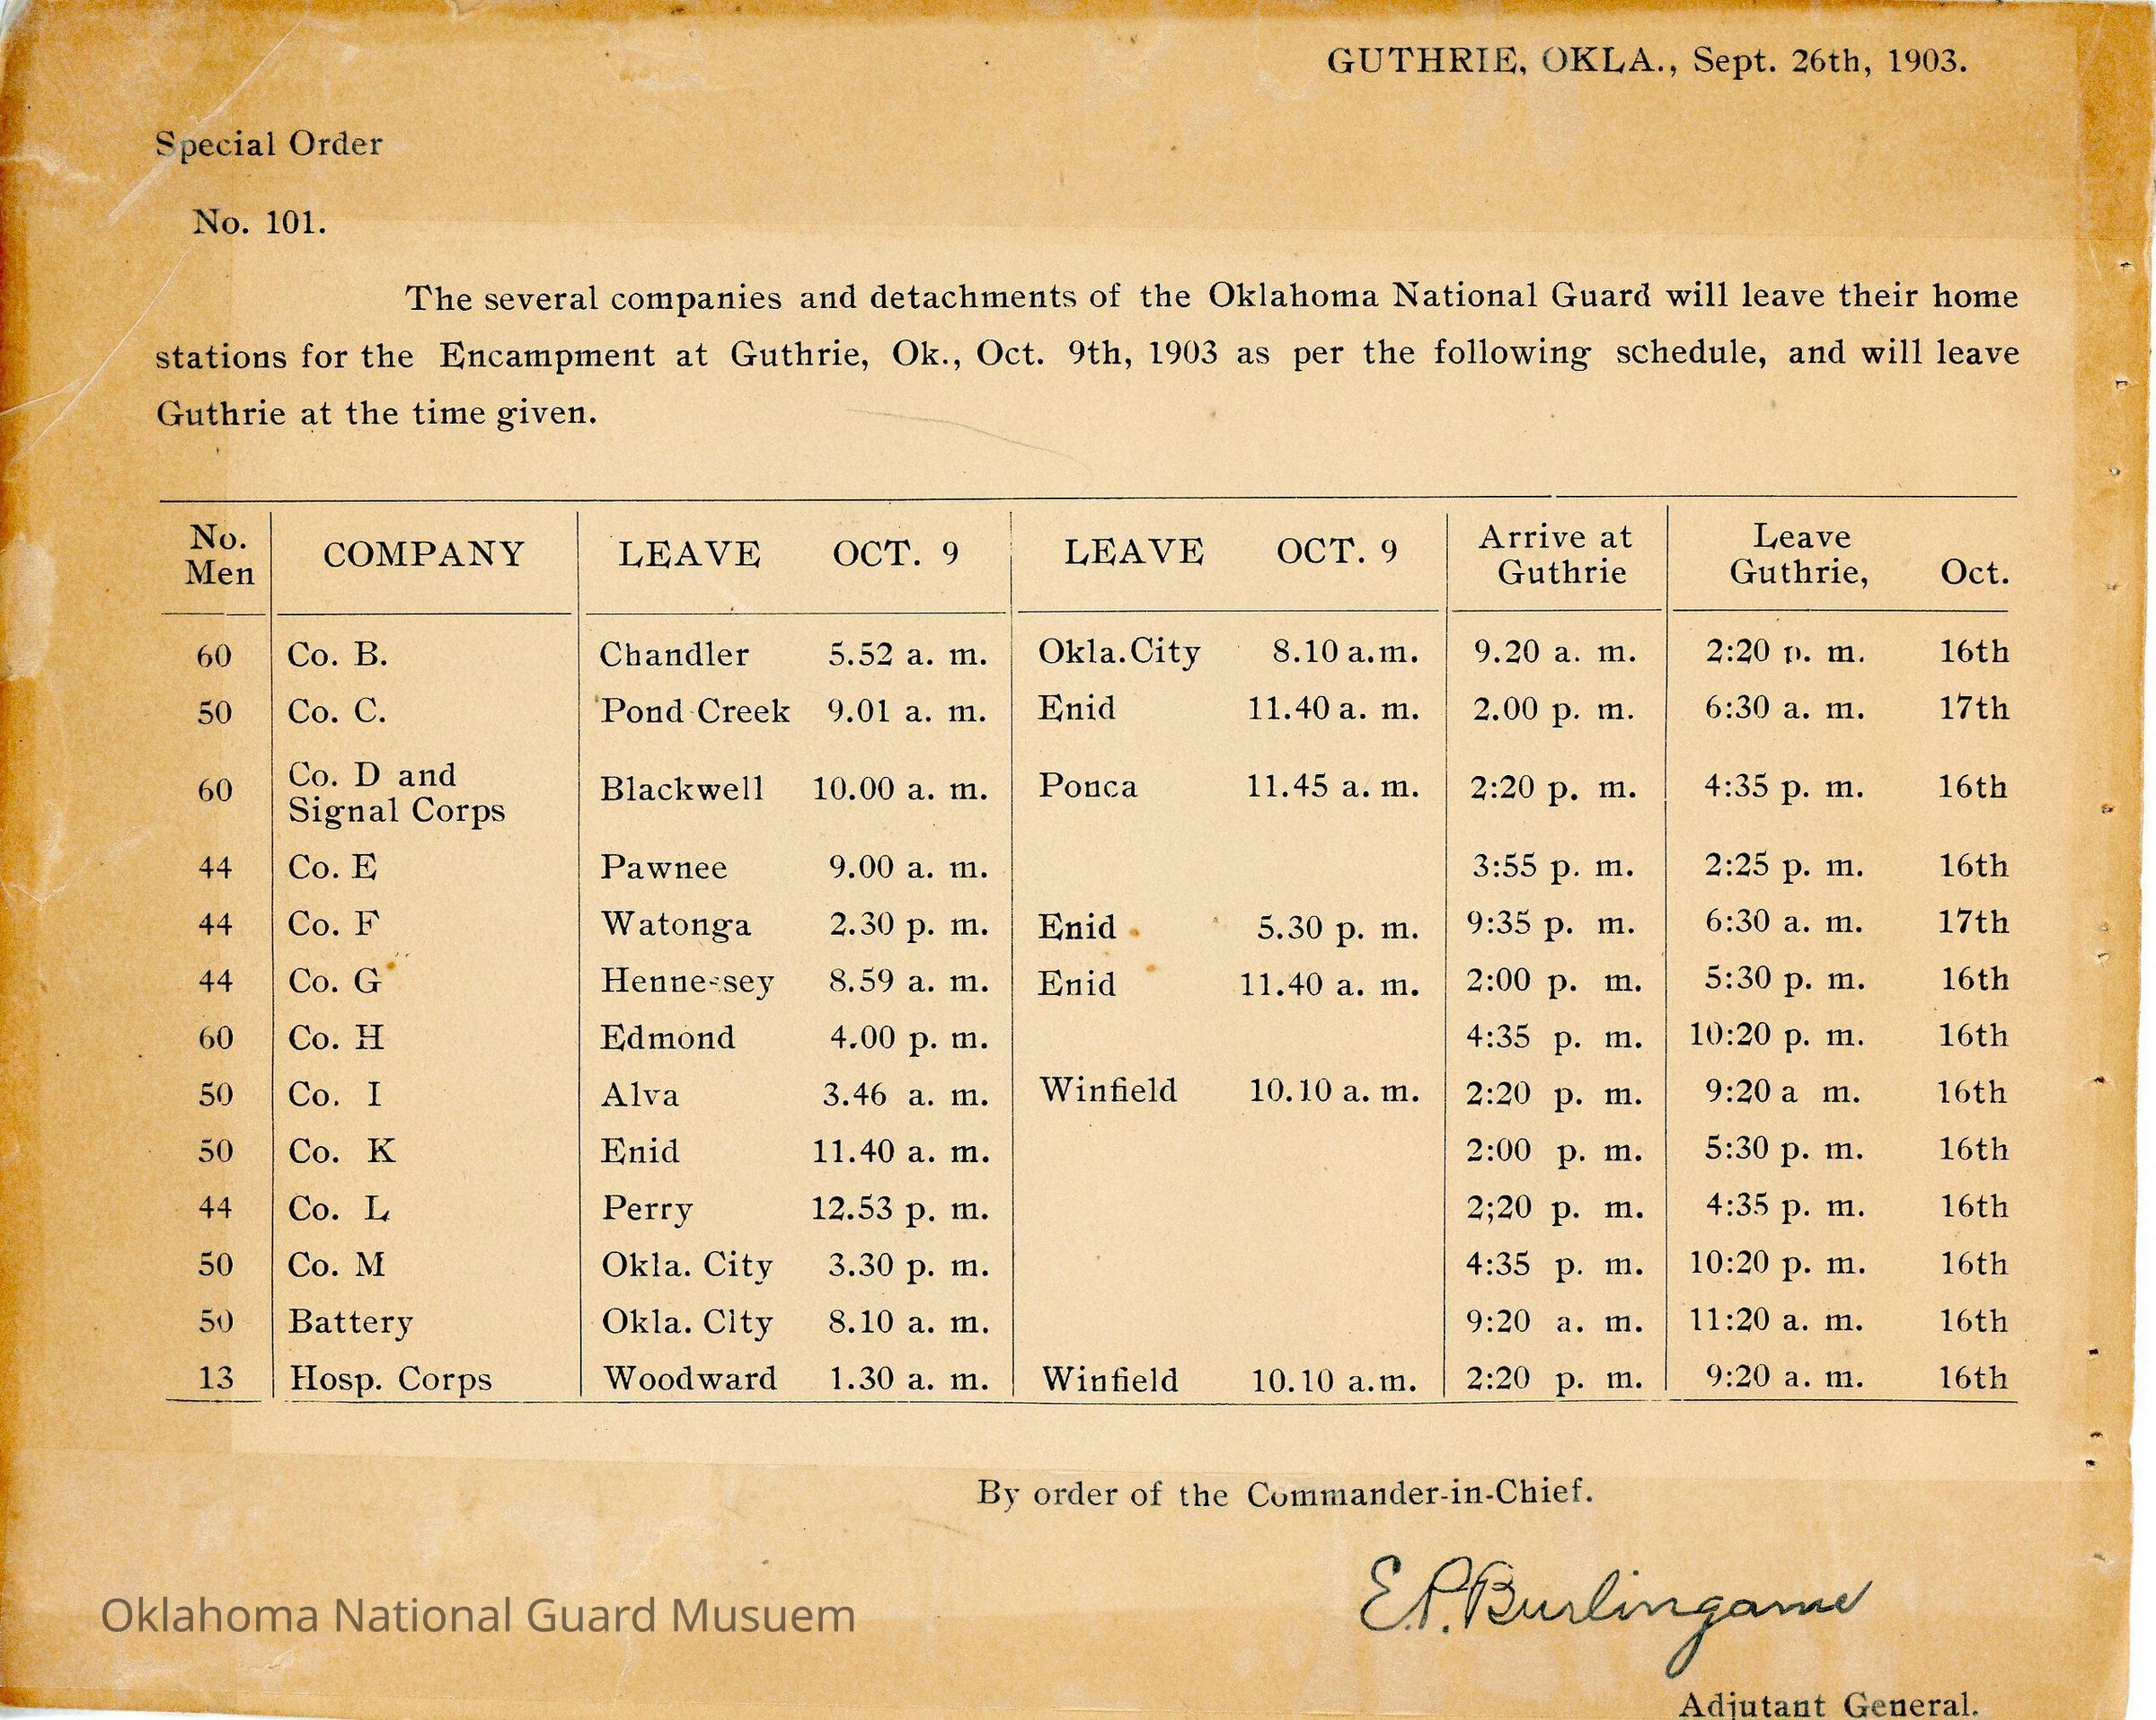 GUTHRIE, OKLA., Sept. 26th, 1903.
Special Order
No. 101.
The several companies and detachments of the Oklahoma National Guard will leave their home
stations for the Encampment at Guthrie, Ok., Oct. 9th, 1903 as per the following schedule, and will leave
Guthrie at the time given.
No. Men COMPANY LEAVE OCT. 9 LEAVE OCT. 9 Arrive at Guthrie Leave Guthrie, Oct.
60 Co. B. Chandler 5.52 a. m. Okla.City 8.10 a.m. 9.20 a. m. 2:20 p. m. 16th
50 Co. C. Pond Creek 9.01 a. m. Enid 11.40 a. m. 2.00 p. m. 6:30 a. m. 17th
60 Co. D and Signal Corps Blackwell 10.00 a. m. Ponca 11.45 a. m. 2:20 p. m. 4:35 p. m. 16th
44 Co. E Pawnee 9.00 a. m. 3:55 p. m. 2:25 p. m. 16th
44 Co. F Watonga 2.30 p. m. Enid 5.30 p. m. 9:35 p. m. 6:30 a. m. 17th
44 Co. G Hennessey 8.59 a. m. Enid 11.40 a. m. 2:00 p. m. 5:30 p. m. 16th
60 Co. H Edmond 4.00 p. m. 4:35 p. m. 10:20 p. m. 16th
50 Co. I Alva 3.46 a. m. Winfield 10.10 a. m. 2:20 p. m. 9:20 a m. 16th
50 Co. K Enid 11.40 a. m. 2:00 p. m. 5:30 p. m. 16th
44 Co. L Perry 12.53 p. m. 2;20 p. m. 4:35 p. m. 16th
50 Co. M Okla. City 3.30 p. m. 4:35 p. m. 10:20 p. m. 16th
50 Battery Okla. CIty 8.10 a. m. 9:20 a. m. 11:20 a. m. 16th
13 Hosp. Corps Woodward 1.30 a. m. Winfield 10.10 a.m. 2:20 p. m. 9:20 a. m. 16th
By order of the Commander-in-Chief.
E.P. Burlingame
Oklahoma National Guard Musuem
Adjutant General.